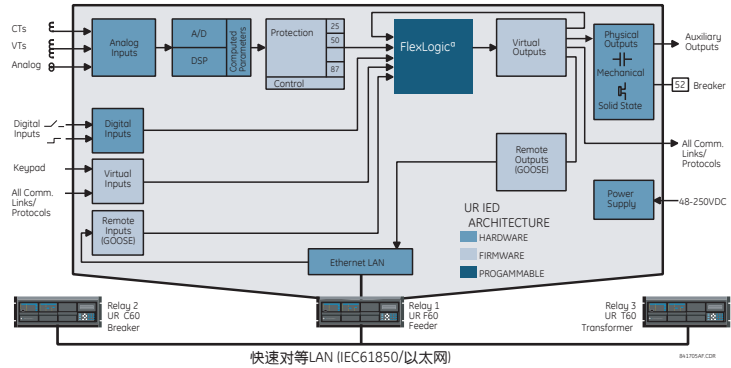 CTs
VTs
Analog
Analog
Inputs
A/D
DSP
Computed
Parameters
Protection
25
50
87
Control
FlexLogicª
Virtual
Outputs
Physical
Outputs
Mechanical
Solid State
Auxiliary
Outputs
52
Breaker
Digital
Inputs
Digital
Inputs
Keypad
All Comm.
Links/
Protocols
Virtual
Inputs
Remote
Inputs
(GOOSE)
Remote
Outputs
(GOOSE)
All Comm.
Links/
Protocols
Power
Supply
48-250VDC
UR IED
ARCHITECTURE
HARDWARE
FIRMWARE
PROGAMMABLE
Ethernet LAN
Relay 2
UR C60
Breaker
Relay 1
UR F60
Feeder
Relay 3
UR T60
Transformer
快速对等LAN (IEC61850/以太网)
841705AF.CDR